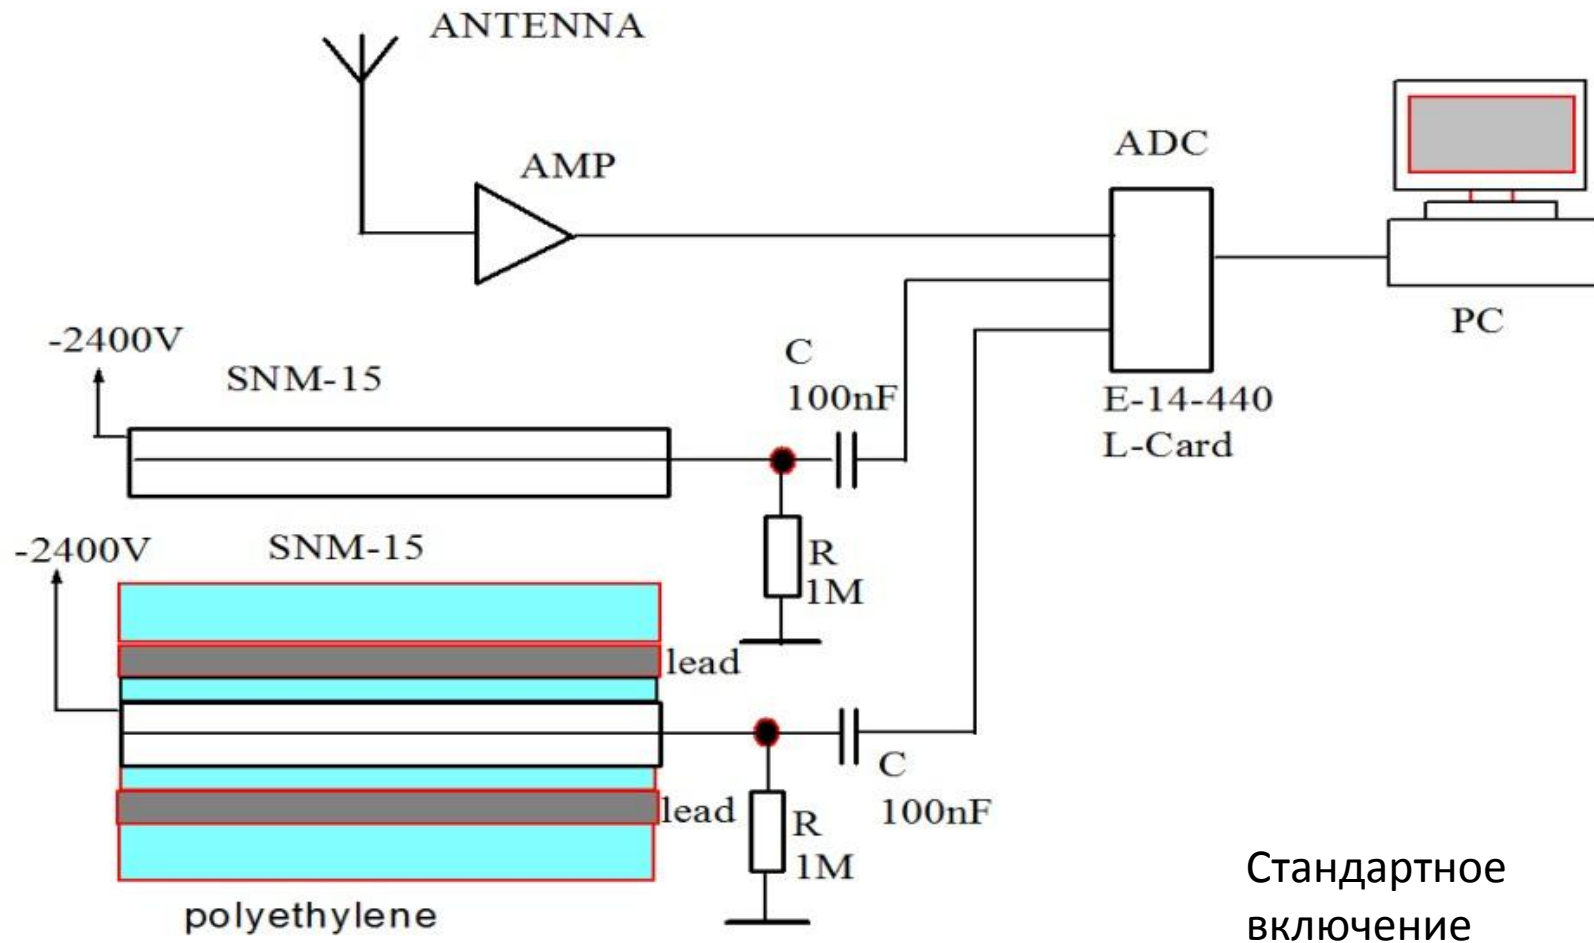 ANTENNA
AMP
ADC
PC
E-14-440
L-Card
-2400V
SNM-15
C
100nF
R
1M
-2400V
SNM-15
lead
lead
C
100nF
R
1M
polyethylene
Стандартное
включение